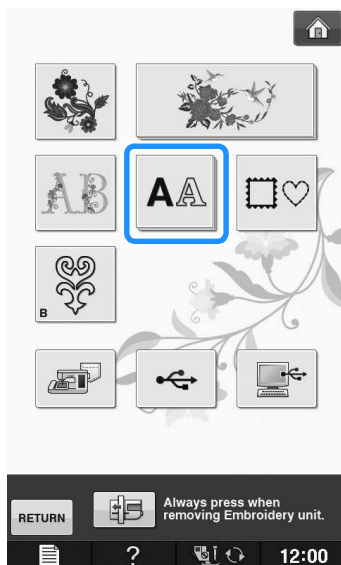 AB
AA
B
RETURN
Always press when
removing Embroidery unit.
?
12:00